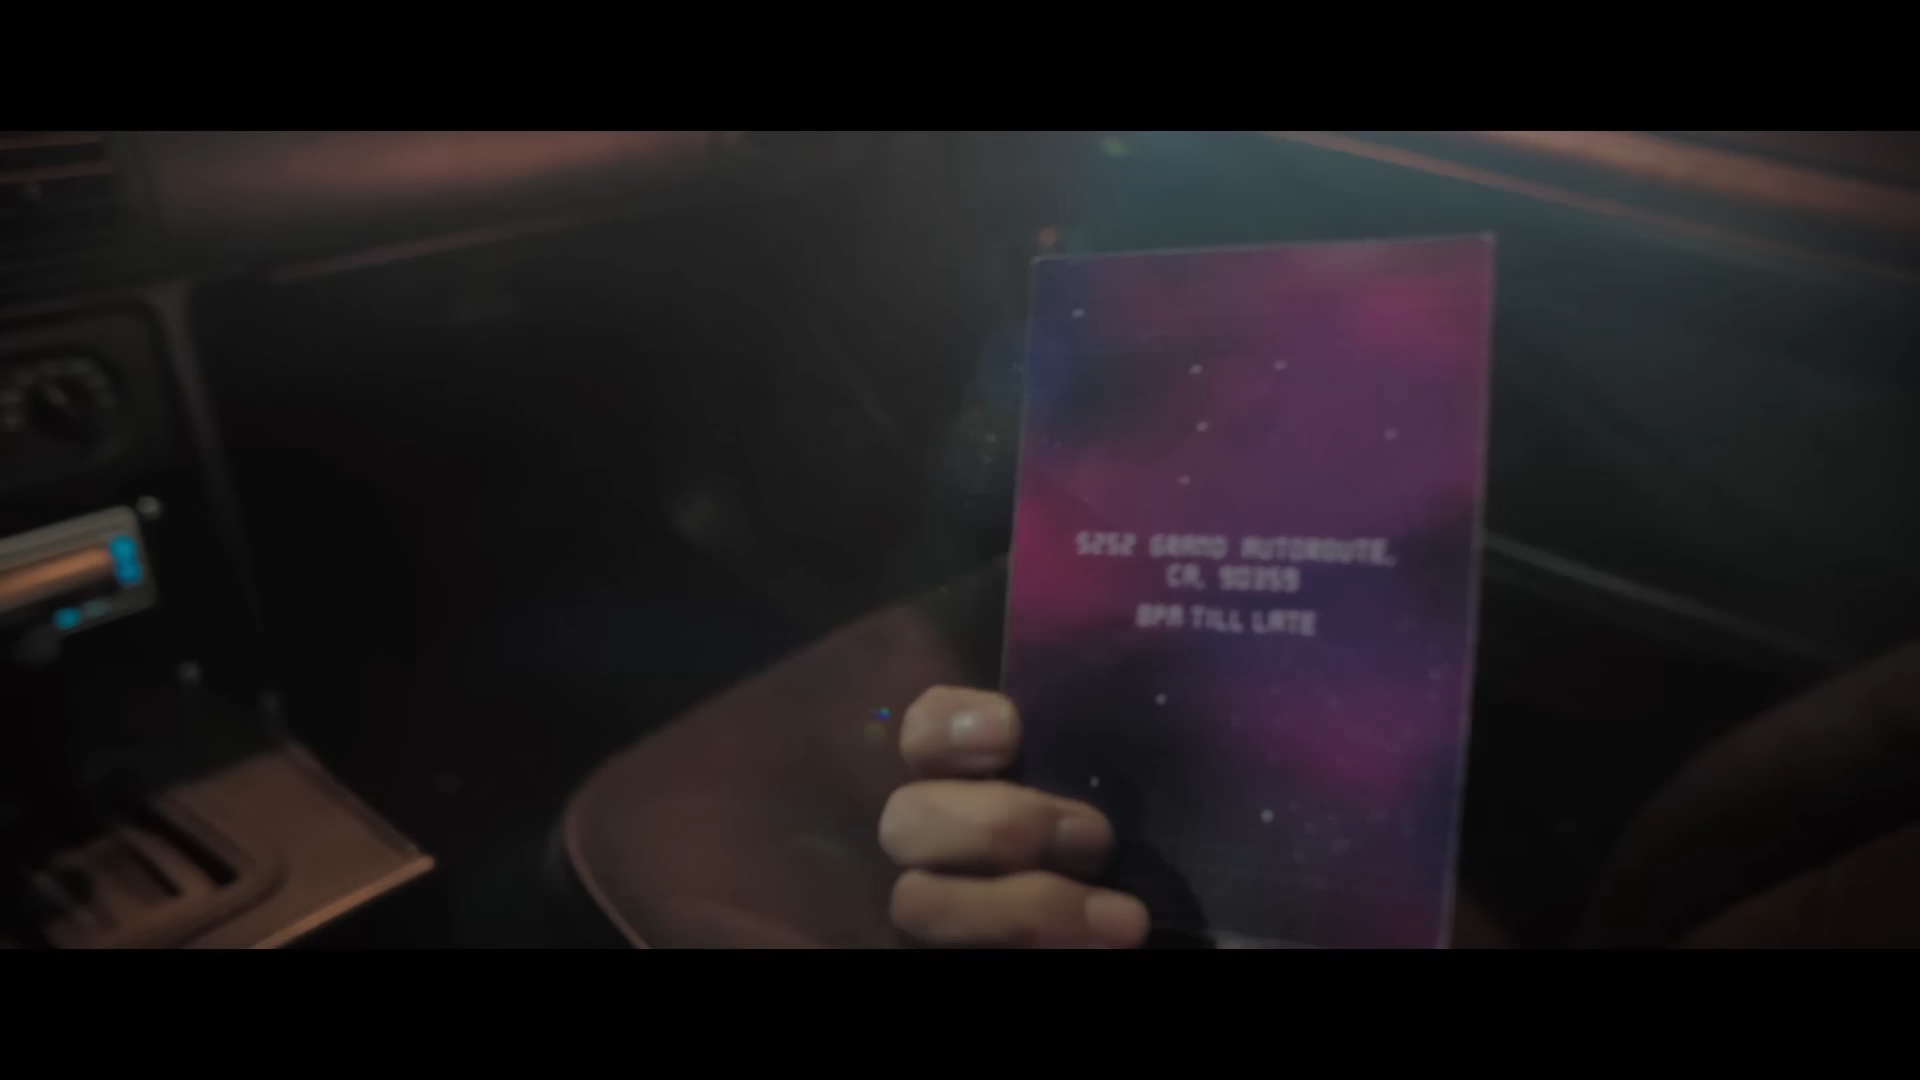 5252 GRAND AUTOROUTE,
CA, 90359
8PM TILL LATE